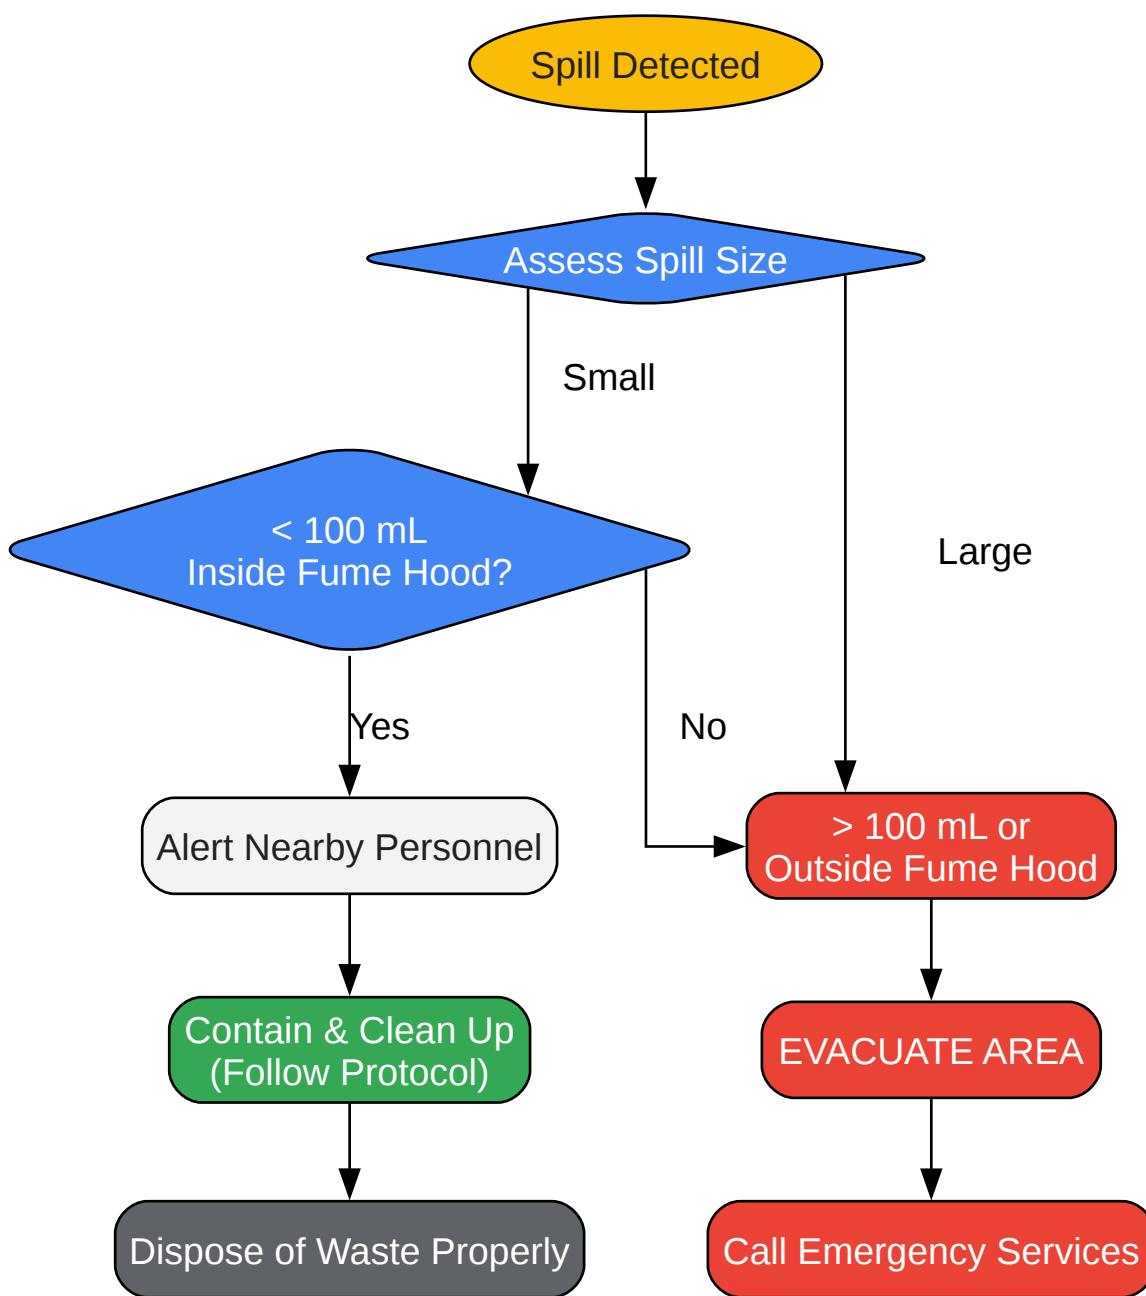 Spill Detected
Assess Spill Size
Small
< 100 mL
Inside Fume Hood?
Large
Yes
No
Alert Nearby Personnel
> 100 mL or
Outside Fume Hood
Contain & Clean Up
(Follow Protocol)
EVACUATE AREA
Dispose of Waste Properly
Call Emergency Services